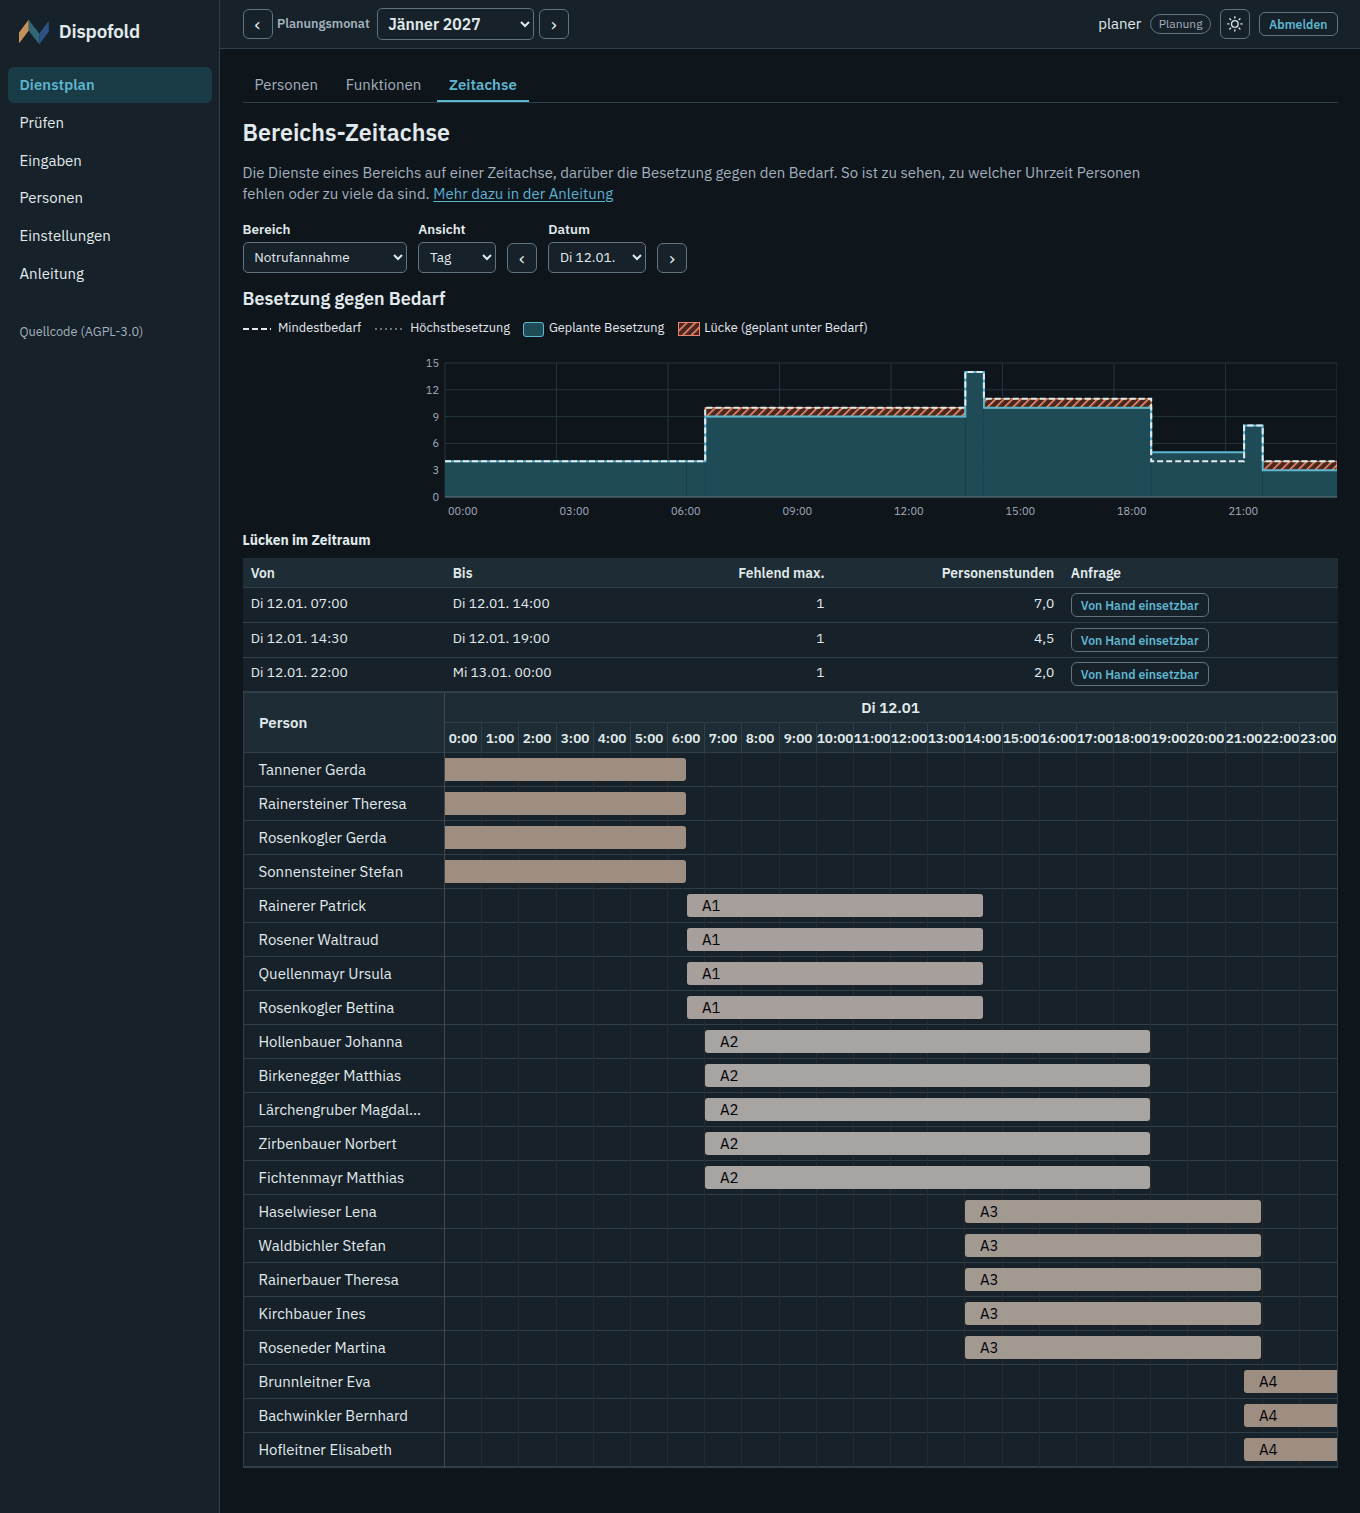 Dispofold
‹ Planungsmonat Jänner 2027 ›
planer Planung Abmelden
Dienstplan
Prüfen
Eingaben
Personen
Einstellungen
Anleitung
Quellcode (AGPL-3.0)
Personen Funktionen Zeitachse
Bereichs-Zeitachse
Die Dienste eines Bereichs auf einer Zeitachse, darüber die Besetzung gegen den Bedarf. So ist zu sehen, zu welcher Uhrzeit Personen
fehlen oder zu viele da sind. Mehr dazu in der Anleitung
Bereich Ansicht Datum
Notrufannahme Tag ‹ Di 12.01. ›
Besetzung gegen Bedarf
Mindestbedarf Höchstbesetzung Geplante Besetzung Lücke (geplant unter Bedarf)
15
12
9
6
3
0
00:00 03:00 06:00 09:00 12:00 15:00 18:00 21:00
Lücken im Zeitraum
Von Bis Fehlend max. Personenstunden Anfrage
Di 12.01. 07:00 Di 12.01. 14:00 1 7,0 Von Hand einsetzbar
Di 12.01. 14:30 Di 12.01. 19:00 1 4,5 Von Hand einsetzbar
Di 12.01. 22:00 Mi 13.01. 00:00 1 2,0 Von Hand einsetzbar
Person Di 12.01
0:00 1:00 2:00 3:00 4:00 5:00 6:00 7:00 8:00 9:00 10:00 11:00 12:00 13:00 14:00 15:00 16:00 17:00 18:00 19:00 20:00 21:00 22:00 23:00
Tannener Gerda
Rainersteiner Theresa
Rosenkogler Gerda
Sonnensteiner Stefan
Rainerer Patrick A1
Rosener Waltraud A1
Quellenmayr Ursula A1
Rosenkogler Bettina A1
Hollenbauer Johanna A2
Birkenegger Matthias A2
Lärchengruber Magdal... A2
Zirbenbauer Norbert A2
Fichtenmayr Matthias A2
Haselwieser Lena A3
Waldbichler Stefan A3
Rainerbauer Theresa A3
Kirchbauer Ines A3
Roseneder Martina A3
Brunnleitner Eva A4
Bachwinkler Bernhard A4
Hofleitner Elisabeth A4